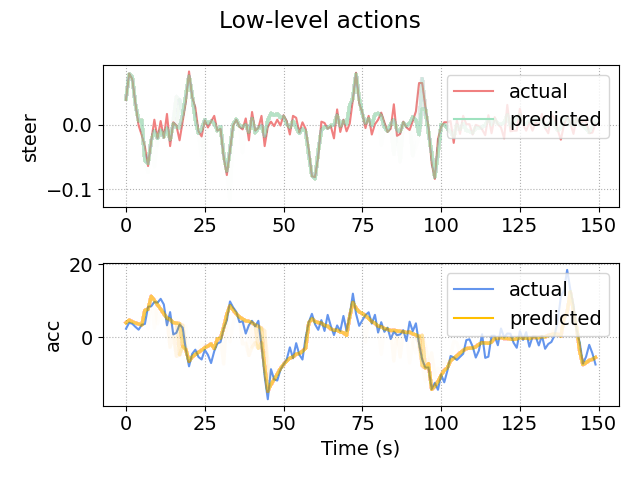 Low-level actions
steer
0.0
−0.1
actual
predicted
0 25 50 75 100 125 150
acc
20
0
actual
predicted
0 25 50 75 100 125 150
Time (s)